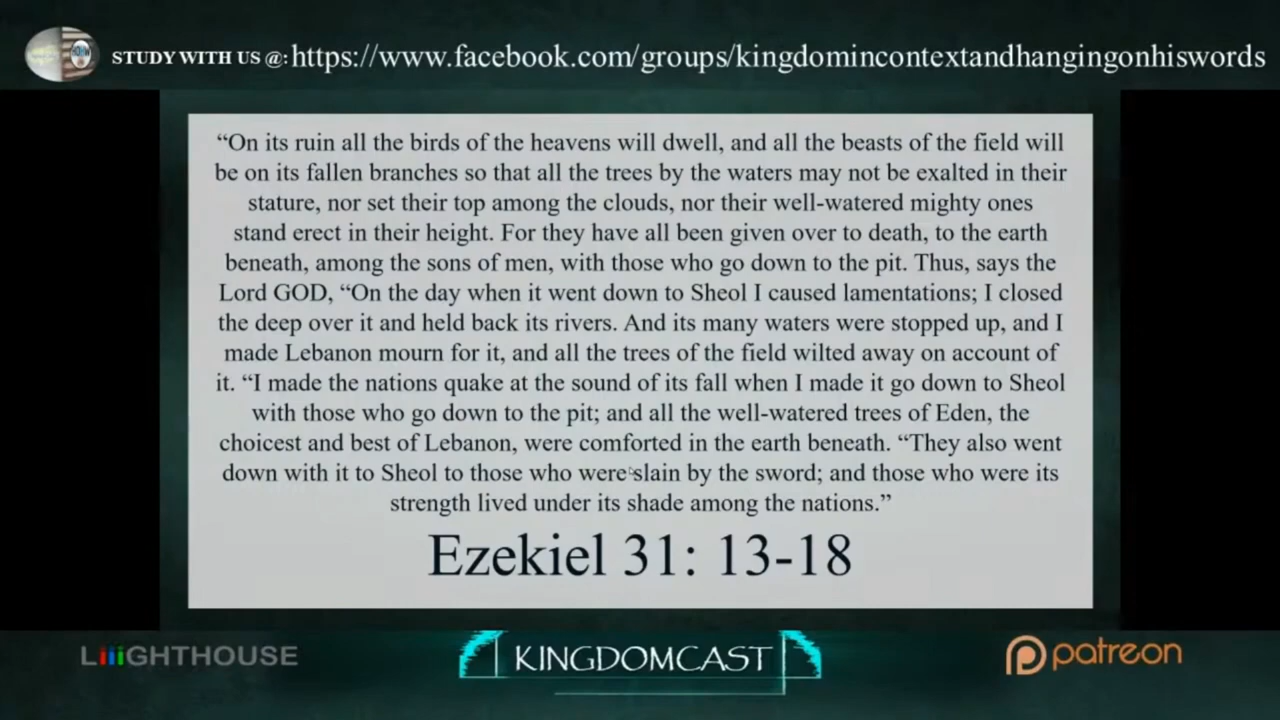 STUDY WITH US @: https://www.facebook.com/groups/kingdomincontextandhangingonhiswords
“On its ruin all the birds of the heavens will dwell, and all the beasts of the field will
be on its fallen branches so that all the trees by the waters may not be exalted in their
stature, nor set their top among the clouds, nor their well-watered mighty ones
stand erect in their height. For they have all been given over to death, to the earth
beneath, among the sons of men, with those who go down to the pit. Thus, says the
Lord GOD, “On the day when it went down to Sheol I caused lamentations; I closed
the deep over it and held back its rivers. And its many waters were stopped up, and I
made Lebanon mourn for it, and all the trees of the field wilted away on account of
it. “I made the nations quake at the sound of its fall when I made it go down to Sheol
with those who go down to the pit; and all the well-watered trees of Eden, the
choicest and best of Lebanon, were comforted in the earth beneath. “They also went
down with it to Sheol to those who were slain by the sword; and those who were its
strength lived under its shade among the nations.”
Ezekiel 31: 13-18
LiiiGHTHOUSE
KINGDOMCAST
patreon